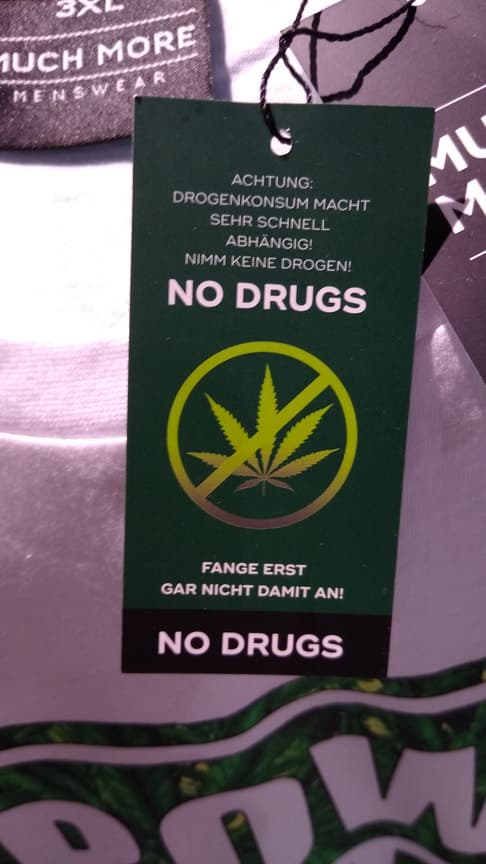 3XL
MUCH MORE
MENSWEAR
ACHTUNG:
DROGENKONSUM MACHT
SEHR SCHNELL
ABHÄNGIG!
NIMM KEINE DROGEN!
NO DRUGS
FANGE ERST
GAR NICHT DAMIT AN!
NO DRUGS